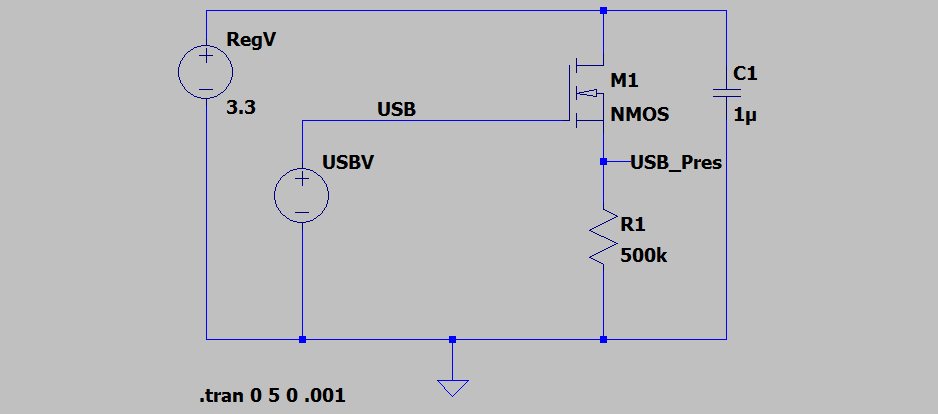 RegV
3.3
USB
USBV
M1
NMOS
USB_Pres
R1
500k
C1
1µ
.tran 0 5 0 .001